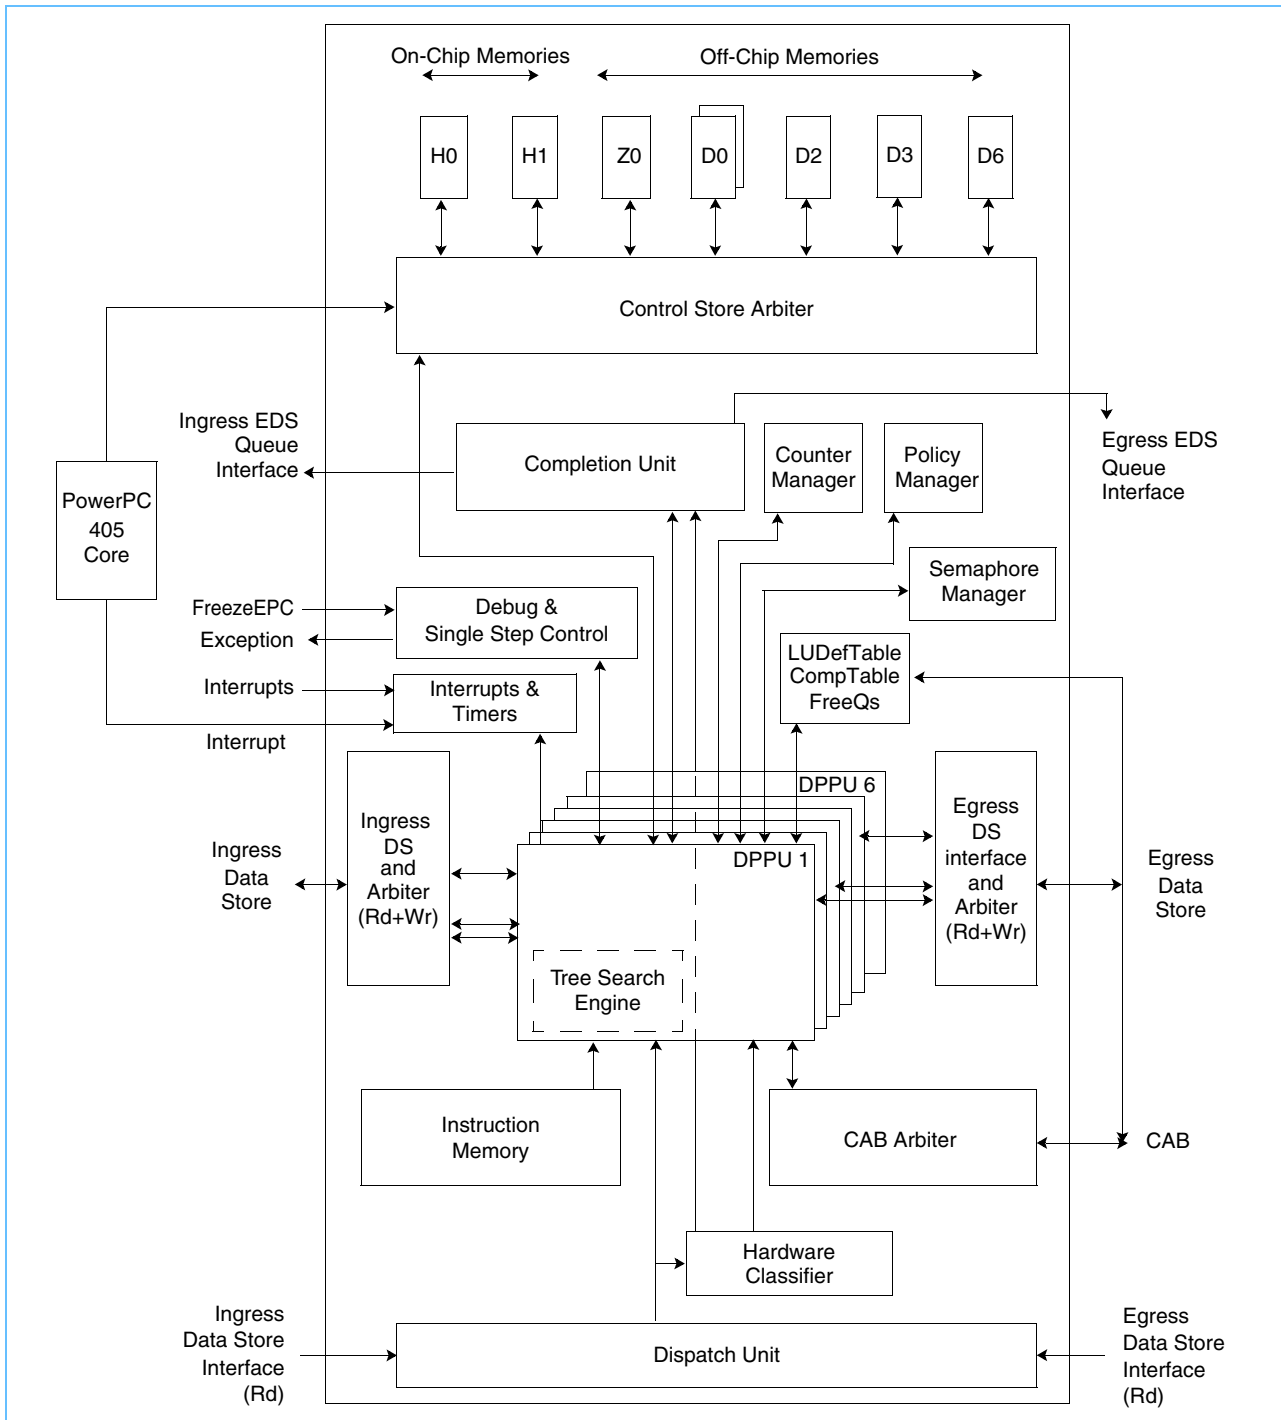 On-Chip Memories
Off-Chip Memories
H0
H1
Z0
D0
D2
D3
D6
Control Store Arbiter
Ingress EDS
Queue
Interface
Completion Unit
Counter
Manager
Policy
Manager
Egress EDS
Queue
Interface
PowerPC
405
Core
Semaphore
Manager
FreezeEPC
Exception
Debug &
Single Step Control
LUDefTable
CompTable
FreeQs
Interrupts
Interrupts &
Timers
Interrupt
DPPU 6
DPPU 1
Ingress
DS
and
Arbiter
(Rd+Wr)
Egress
DS
interface
and
Arbiter
(Rd+Wr)
Ingress
Data
Store
Egress
Data
Store
Tree Search
Engine
Instruction
Memory
CAB Arbiter
CAB
Hardware
Classifier
Ingress
Data Store
Interface
(Rd)
Dispatch Unit
Egress
Data Store
Interface
(Rd)